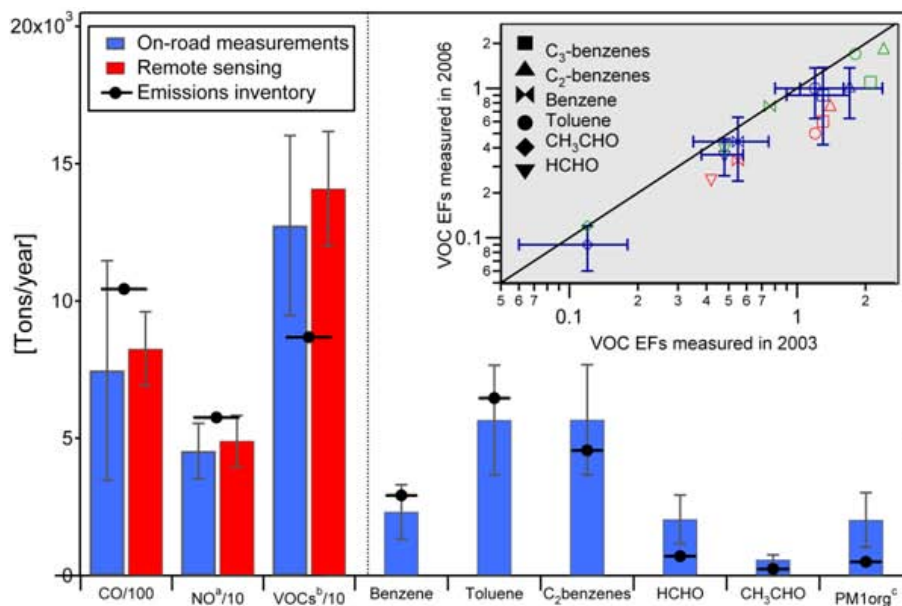 20x10³
15
10
5
0
[Tons/year]
On-road measurements
Remote sensing
Emissions inventory
CO/100
NOᵃ/10
VOCsᵇ/10
Benzene
Toluene
C₂benzenes
HCHO
CH₃CHO
PM1orgᶜ
C₃-benzenes
C₂-benzenes
Benzene
Toluene
CH₃CHO
HCHO
VOC EFs measured in 2006
2
1
8
6
4
2
0.1
8
6
5 6 7 2 3 4 5 6 7 2
0.1 1
VOC EFs measured in 2003